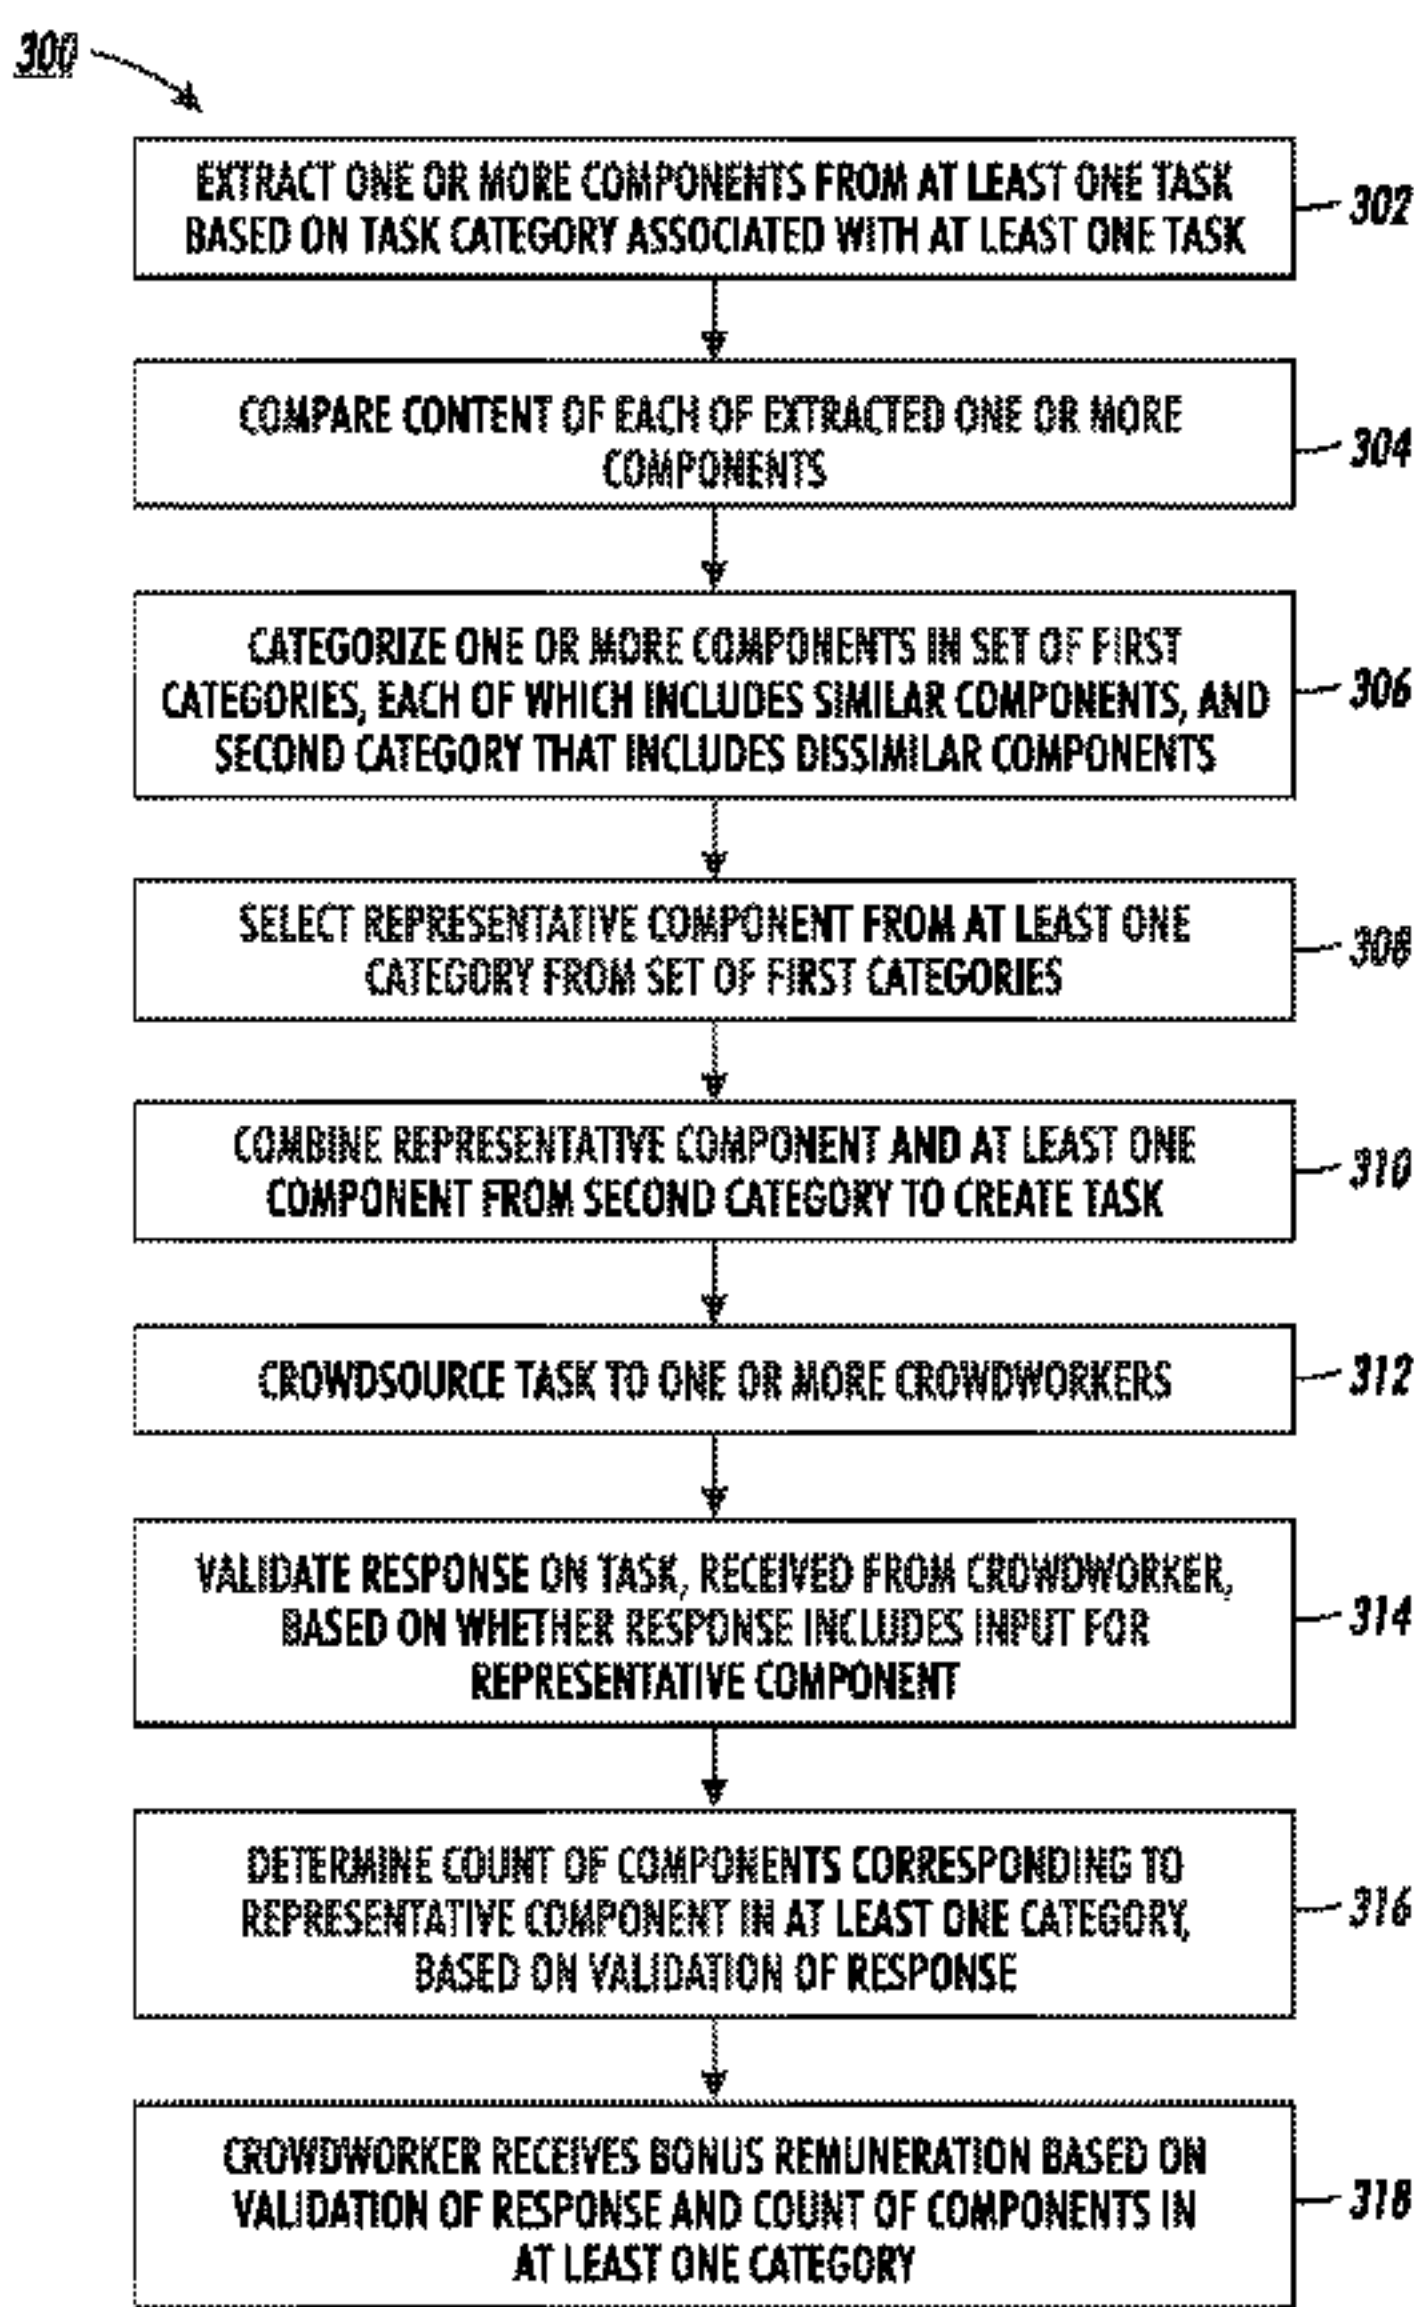 300
EXTRACT ONE OR MORE COMPONENTS FROM AT LEAST ONE TASK
BASED ON TASK CATEGORY ASSOCIATED WITH AT LEAST ONE TASK
302
COMPARE CONTENT OF EACH OF EXTRACTED ONE OR MORE
COMPONENTS
304
CATEGORIZE ONE OR MORE COMPONENTS IN SET OF FIRST
CATEGORIES, EACH OF WHICH INCLUDES SIMILAR COMPONENTS, AND
SECOND CATEGORY THAT INCLUDES DISSIMILAR COMPONENTS
306
SELECT REPRESENTATIVE COMPONENT FROM AT LEAST ONE
CATEGORY FROM SET OF FIRST CATEGORIES
308
COMBINE REPRESENTATIVE COMPONENT AND AT LEAST ONE
COMPONENT FROM SECOND CATEGORY TO CREATE TASK
310
CROWDSOURCE TASK TO ONE OR MORE CROWDWORKERS
312
VALIDATE RESPONSE ON TASK, RECEIVED FROM CROWDWORKER,
BASED ON WHETHER RESPONSE INCLUDES INPUT FOR
REPRESENTATIVE COMPONENT
314
DETERMINE COUNT OF COMPONENTS CORRESPONDING TO
REPRESENTATIVE COMPONENT IN AT LEAST ONE CATEGORY,
BASED ON VALIDATION OF RESPONSE
316
CROWDWORKER RECEIVES BONUS REMUNERATION BASED ON
VALIDATION OF RESPONSE AND COUNT OF COMPONENTS IN
AT LEAST ONE CATEGORY
318